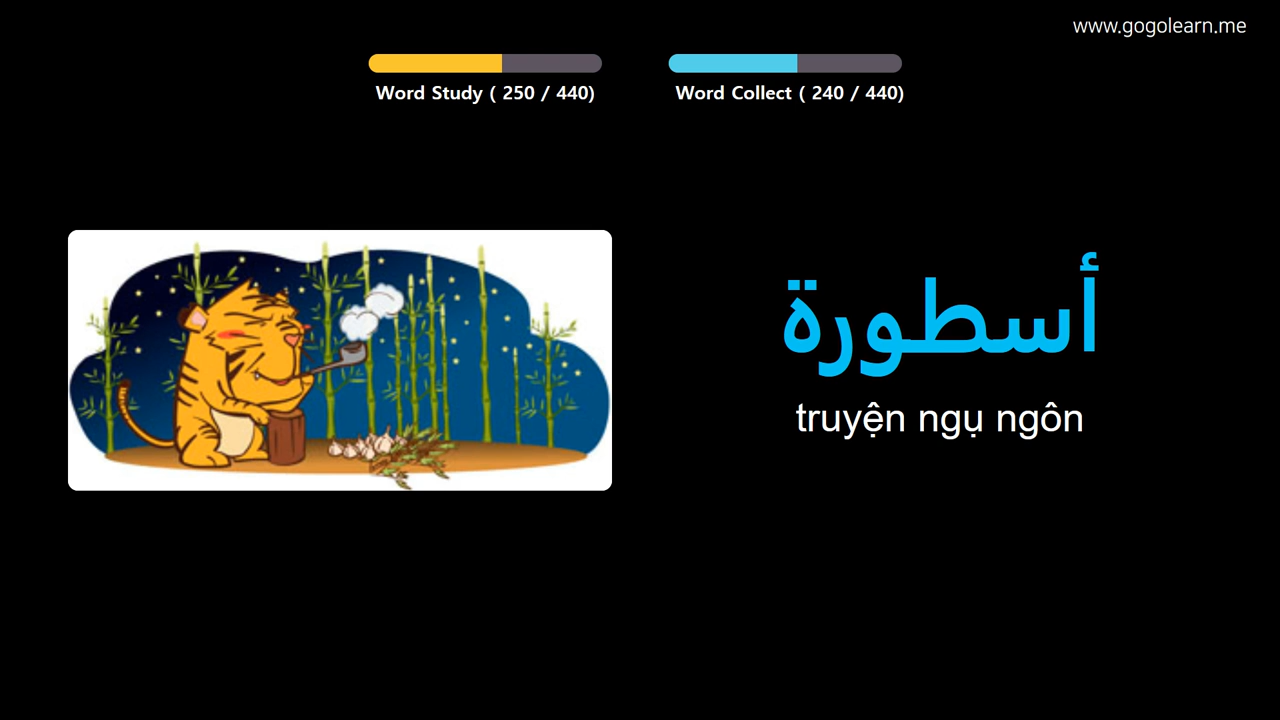 www.gogolearn.me
Word Study ( 250 / 440)
Word Collect ( 240 / 440)
أسطورة
truyện ngụ ngôn